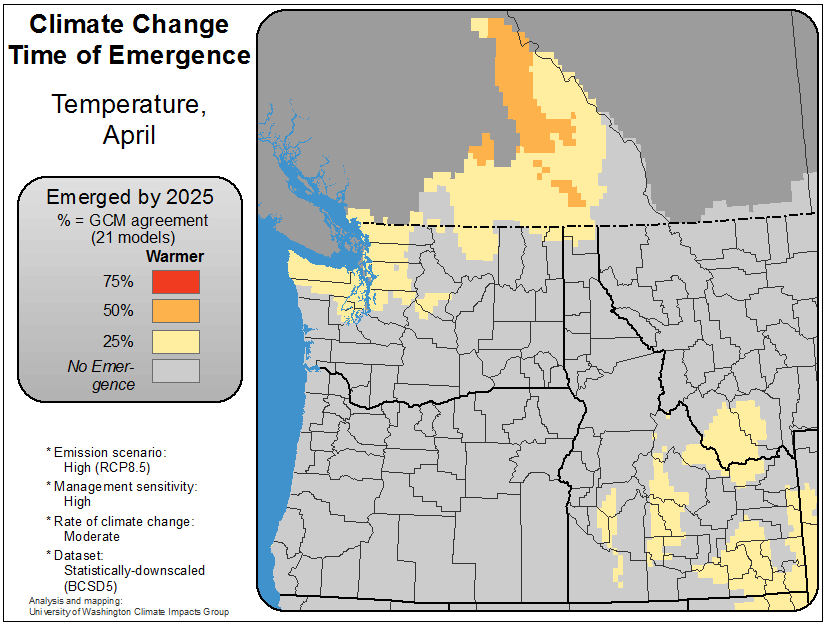 Climate Change
Time of Emergence
Temperature,
April
Emerged by 2025
% = GCM agreement
(21 models)
Warmer
75%
50%
25%
No Emer-
gence
* Emission scenario:
High (RCP8.5)
* Management sensitivity:
High
* Rate of climate change:
Moderate
* Dataset:
Statistically-downscaled
(BCSD5)
Analysis and mapping:
University of Washington Climate Impacts Group